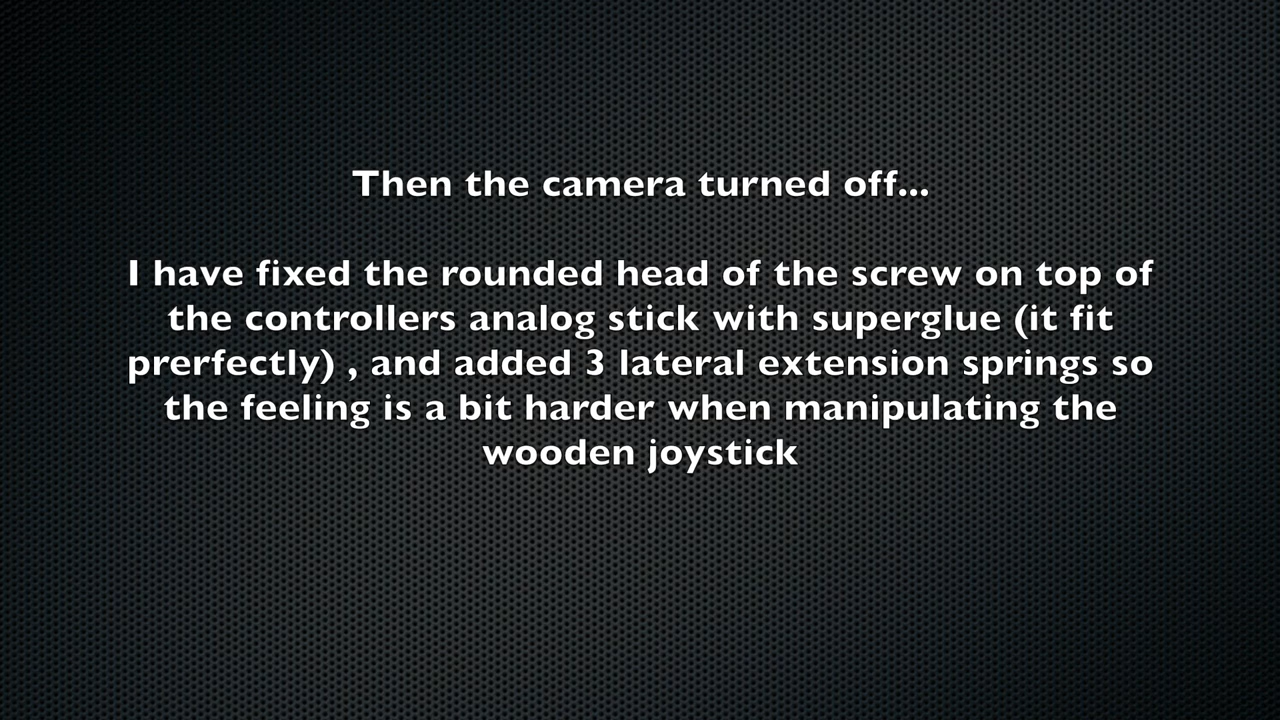 Then the camera turned off...
I have fixed the rounded head of the screw on top of
the controllers analog stick with superglue (it fit
prerfectly) , and added 3 lateral extension springs so
the feeling is a bit harder when manipulating the
wooden joystick